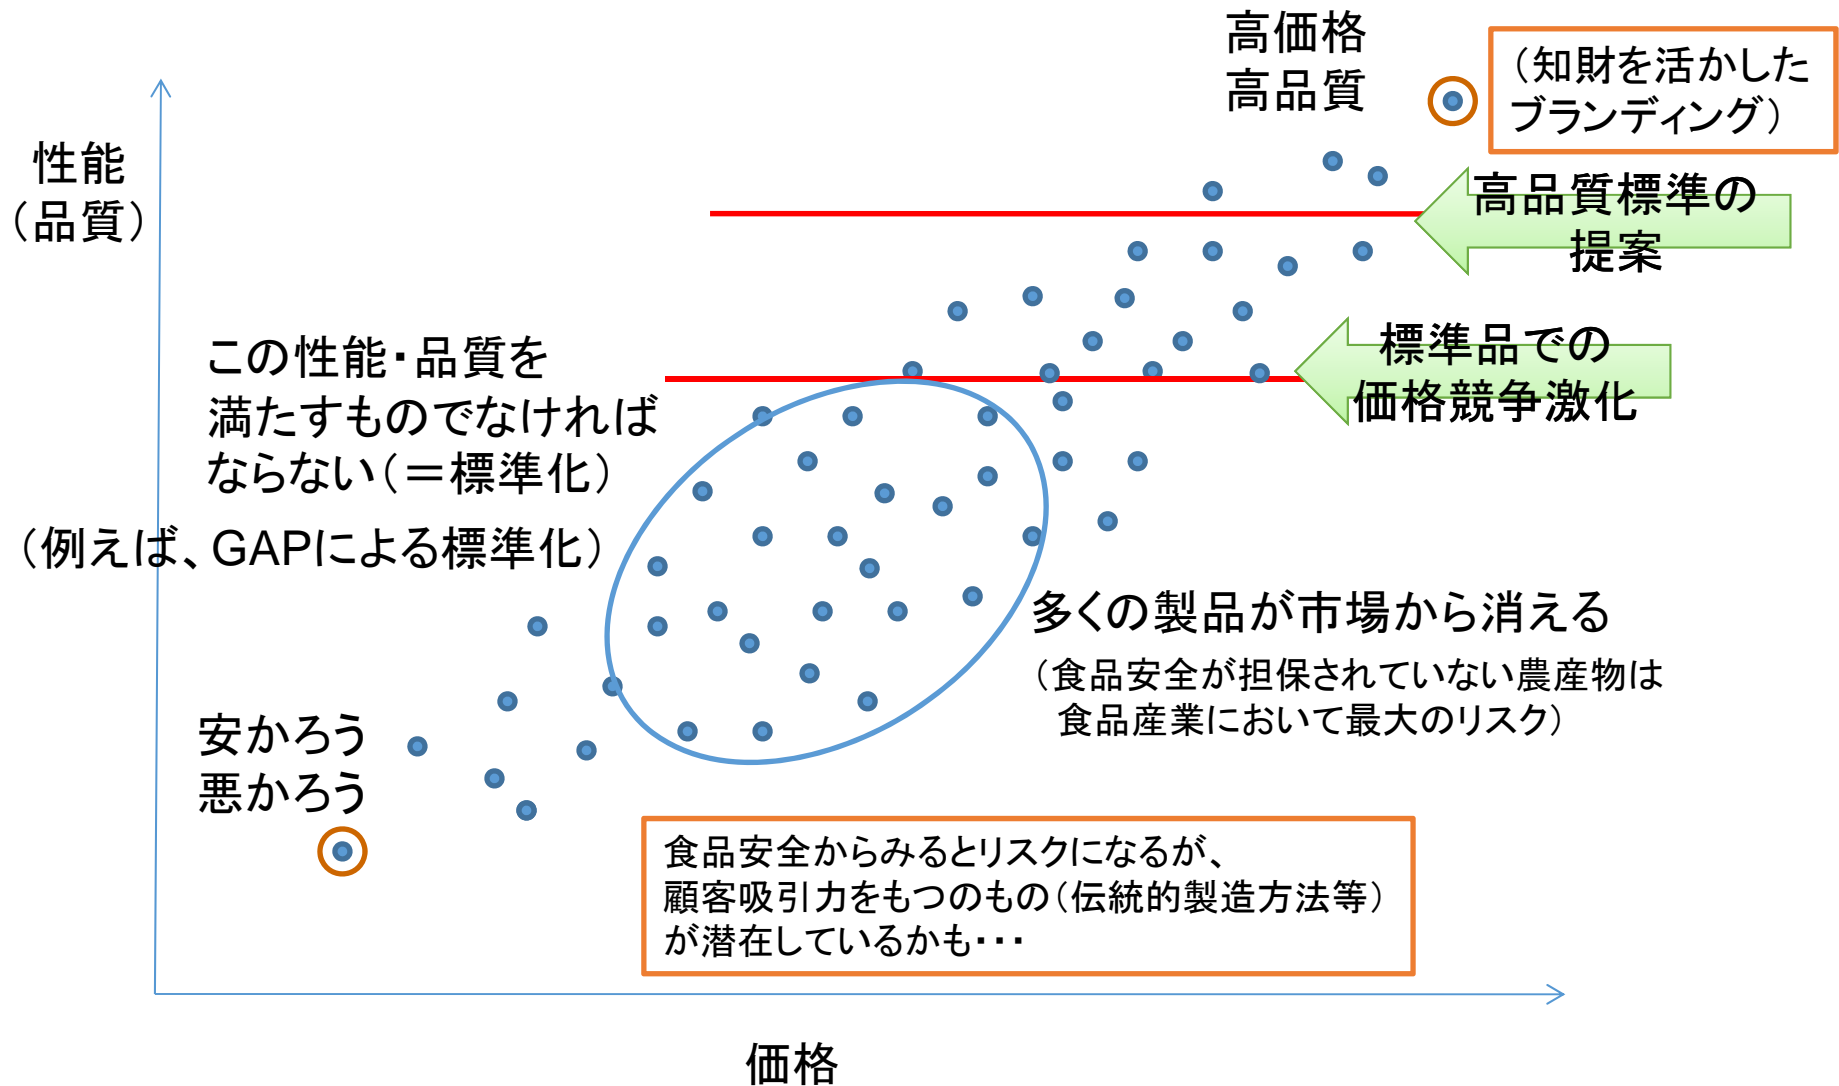 高価格
高品質
（知財を活かした
ブランディング）
性能
（品質）
高品質標準の
提案
この性能・品質を
満たすものでなければ
ならない（＝標準化）
（例えば、GAPによる標準化）
標準品での
価格競争激化
多くの製品が市場から消える
（食品安全が担保されていない農産物は
食品産業において最大のリスク）
安かろう
悪かろう
食品安全からみるとリスクになるが、
顧客吸引力をもつのもの（伝統的製造方法等）
が潜在しているかも・・・
価格